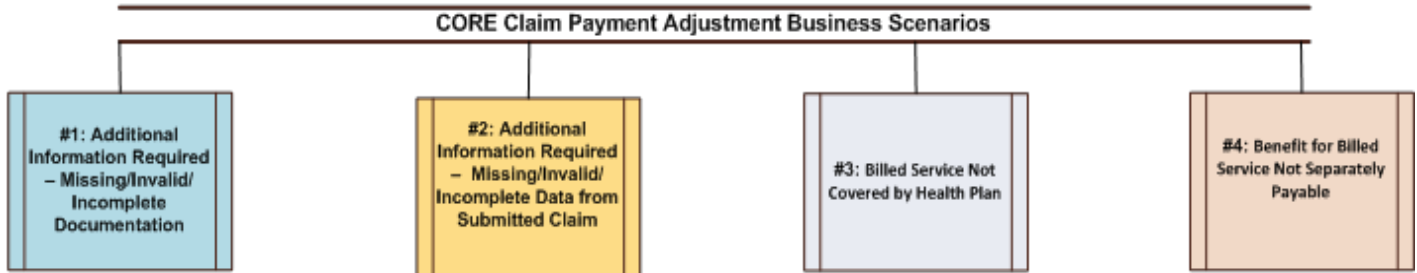 CORE Claim Payment Adjustment Business Scenarios
#1: Additional
Information Required
– Missing/Invalid/
Incomplete
Documentation
#2: Additional
Information Required
– Missing/Invalid/
Incomplete Data from
Submitted Claim
#3: Billed Service Not
Covered by Health Plan
#4: Benefit for Billed
Service Not Separately
Payable